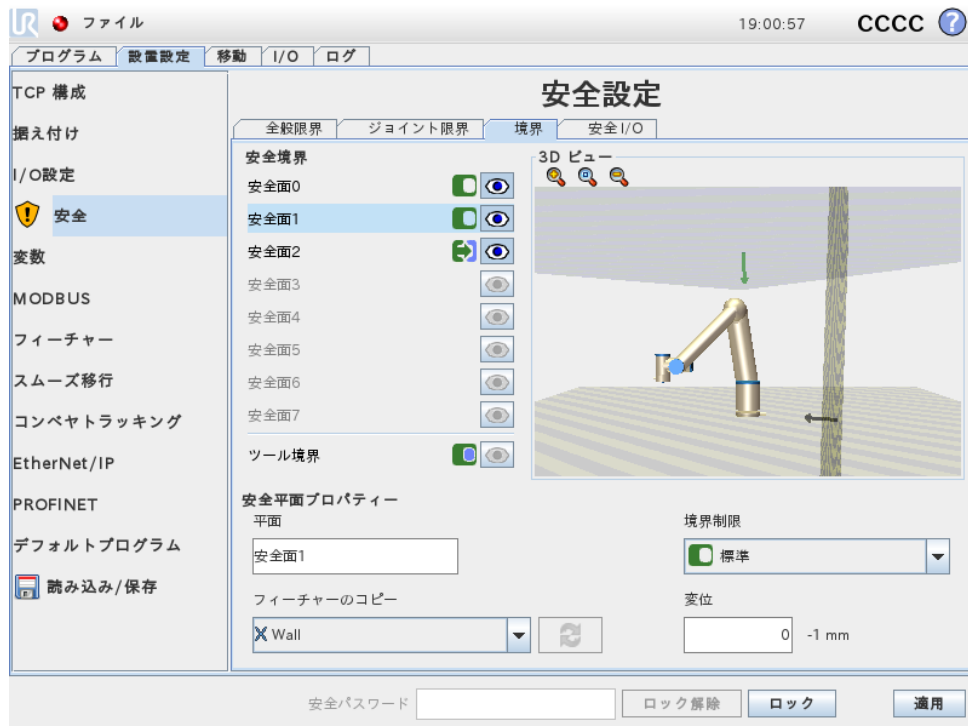 UR ファイル 19:00:57 CCCC ?
プログラム 設置設定 移動 I/O ログ
TCP 構成
据え付け
I/O設定
安全
変数
MODBUS
フィーチャー
スムーズ移行
コンベヤトラッキング
EtherNet/IP
PROFINET
デフォルトプログラム
読み込み/保存
安全設定
全般限界 ジョイント限界 境界 安全I/O
安全境界
安全面0
安全面1
安全面2
安全面3
安全面4
安全面5
安全面6
安全面7
ツール境界
3D ビュー
安全平面プロパティー
平面
安全面1
フィーチャーのコピー
Wall
境界制限
標準
変位
0 -1 mm
安全パスワード ロック解除 ロック 適用